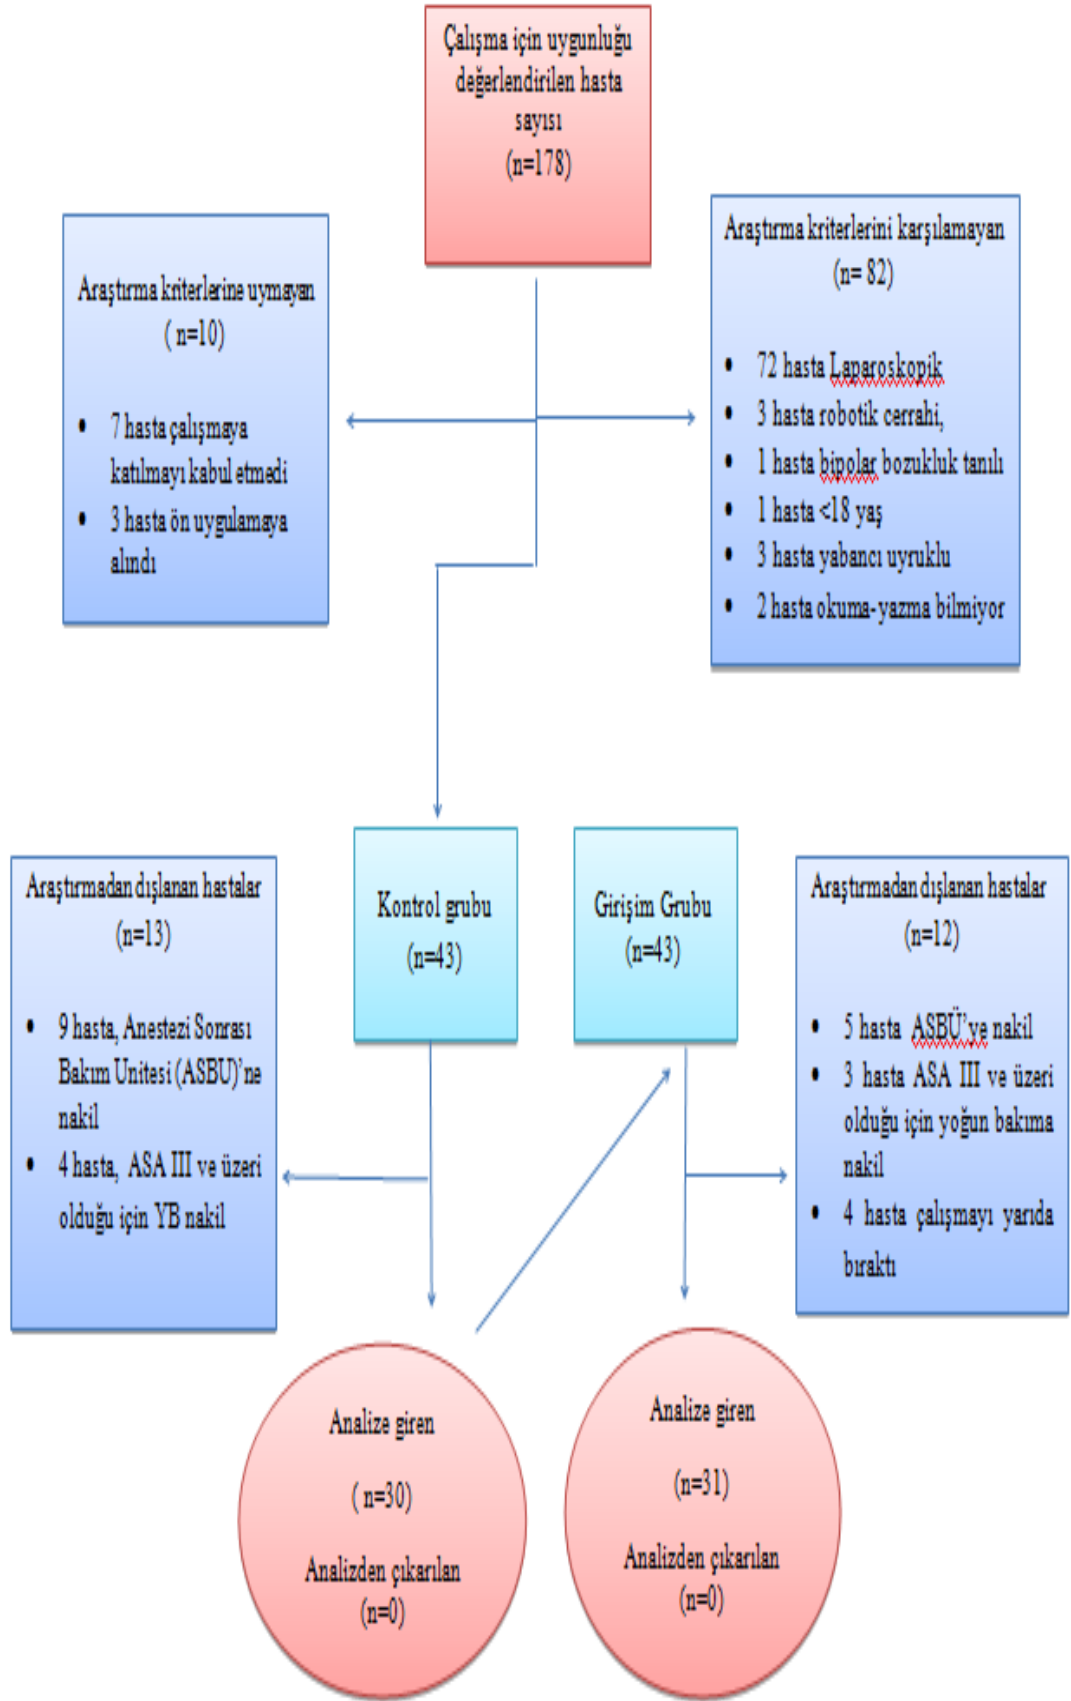 Çalışma için uygunluğu
değerlendirilen hasta
sayısı
(n=178)
Araştırma kriterlerine uymayan
( n=10)
• 7 hasta çalışmaya
katılmayı kabul etmedi
• 3 hasta ön uygulamaya
alındı
Araştırma kriterlerini karşılamayan
(n= 82)
• 72 hasta Laparoskopik
• 3 hasta robotik cerrahi,
• 1 hasta bipolar bozukluk tanılı
• 1 hasta <18 yaş
• 3 hasta yabancı uyruklu
• 2 hasta okuma-yazma bilmiyor
Araştırmadan dışlanan hastalar
(n=13)
• 9 hasta, Anestezi Sonrası
Bakım Unitesi (ASBU)'ne
nakil
• 4 hasta, ASA III ve üzeri
olduğu için YB nakil
Kontrol grubu
(n=43)
Girişim Grubu
(n=43)
Araştırmadan dışlanan hastalar
(n=12)
• 5 hasta ASBÜ'ye nakil
• 3 hasta ASA III ve üzeri
olduğu için yoğun bakıma
nakil
• 4 hasta çalışmayı yarıda
bıraktı
Analize giren
( n=30)
Analizden çıkarılan
(n=0)
Analize giren
(n=31)
Analizden çıkarılan
(n=0)